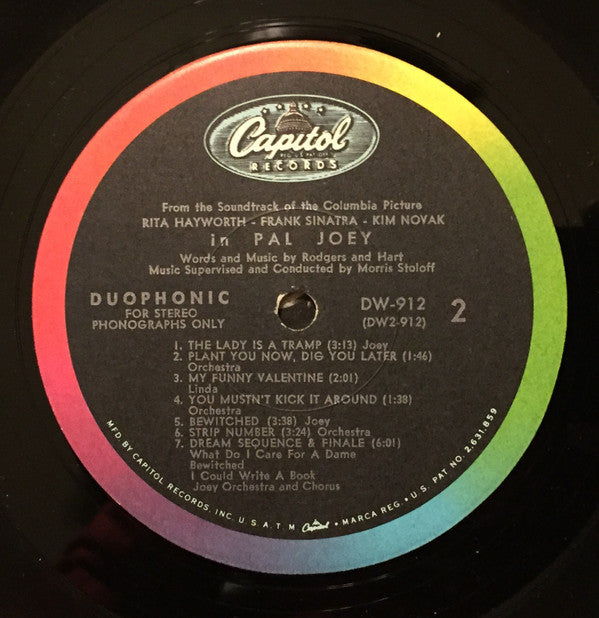 Capitol
REG. U.S. PAT. OFF.
RECORDS
From the Soundtrack of the Columbia Picture
RITA HAYWORTH - FRANK SINATRA - KIM NOVAK
in PAL JOEY
Words and Music by Rodgers and Hart
Music Supervised and Conducted by Morris Stoloff
DUOPHONIC
FOR STEREO
PHONOGRAPHS ONLY
DW-912
(DW2-912)
2
1. THE LADY IS A TRAMP (3:13) Joey
2. PLANT YOU NOW, DIG YOU LATER (1:46)
Orchestra
3. MY FUNNY VALENTINE (2:01)
Linda
4. YOU MUSTN'T KICK IT AROUND (1:38)
Orchestra
5. BEWITCHED (3:38) Joey
6. STRIP NUMBER (3:24) Orchestra
7. DREAM SEQUENCE & FINALE (6:01)
What Do I Care For A Dame
Bewitched
I Could Write A Book
Joey Orchestra and Chorus
MFD. BY CAPITOL RECORDS, INC. U.S.A. T.M. Capitol • MARCA REG. • U.S. PAT. NO. 2,631,859